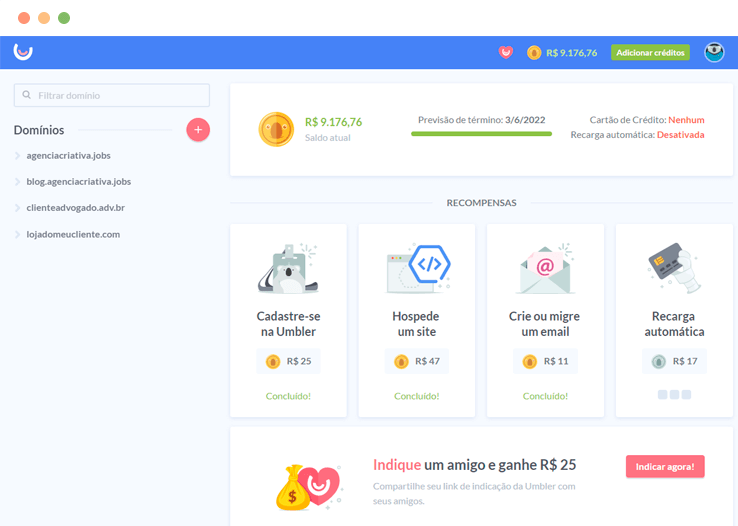 R$ 9.176,76
Adicionar créditos
Filtrar domínio
Domínios
+
agenciacriativa.jobs
blog.agenciacriativa.jobs
clienteadvogado.adv.br
lojadomeucliente.com
R$ 9.176,76
Saldo atual
Previsão de término: 3/6/2022
Cartão de Crédito: Nenhum
Recarga automática: Desativada
RECOMPENSAS
Cadastre-se
na Umbler
R$ 25
Concluído!
Hospede
um site
R$ 47
Concluído!
Crie ou migre
um email
R$ 11
Concluído!
Recarga
automática
R$ 17
Indique um amigo e ganhe R$ 25
Compartilhe seu link de indicação da Umbler com
seus amigos.
Indicar agora!